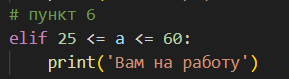 # пункт 6
elif 25 <= a <= 60:
    print('Вам на работу')